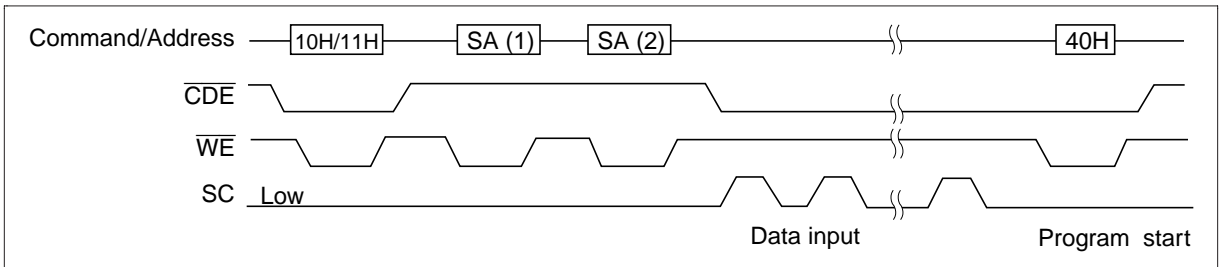 Command/Address 10H/11H SA (1) SA (2) 40H
CDE
WE
SC Low
Data input Program start